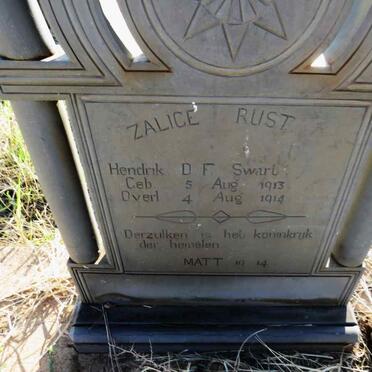 ZALIGE RUST
Hendrik D F Swart
Geb 5 Aug 1913
Overl 4 Aug 1914
Derzulken is het koninkrijk
der hemelen
MATT 19 14